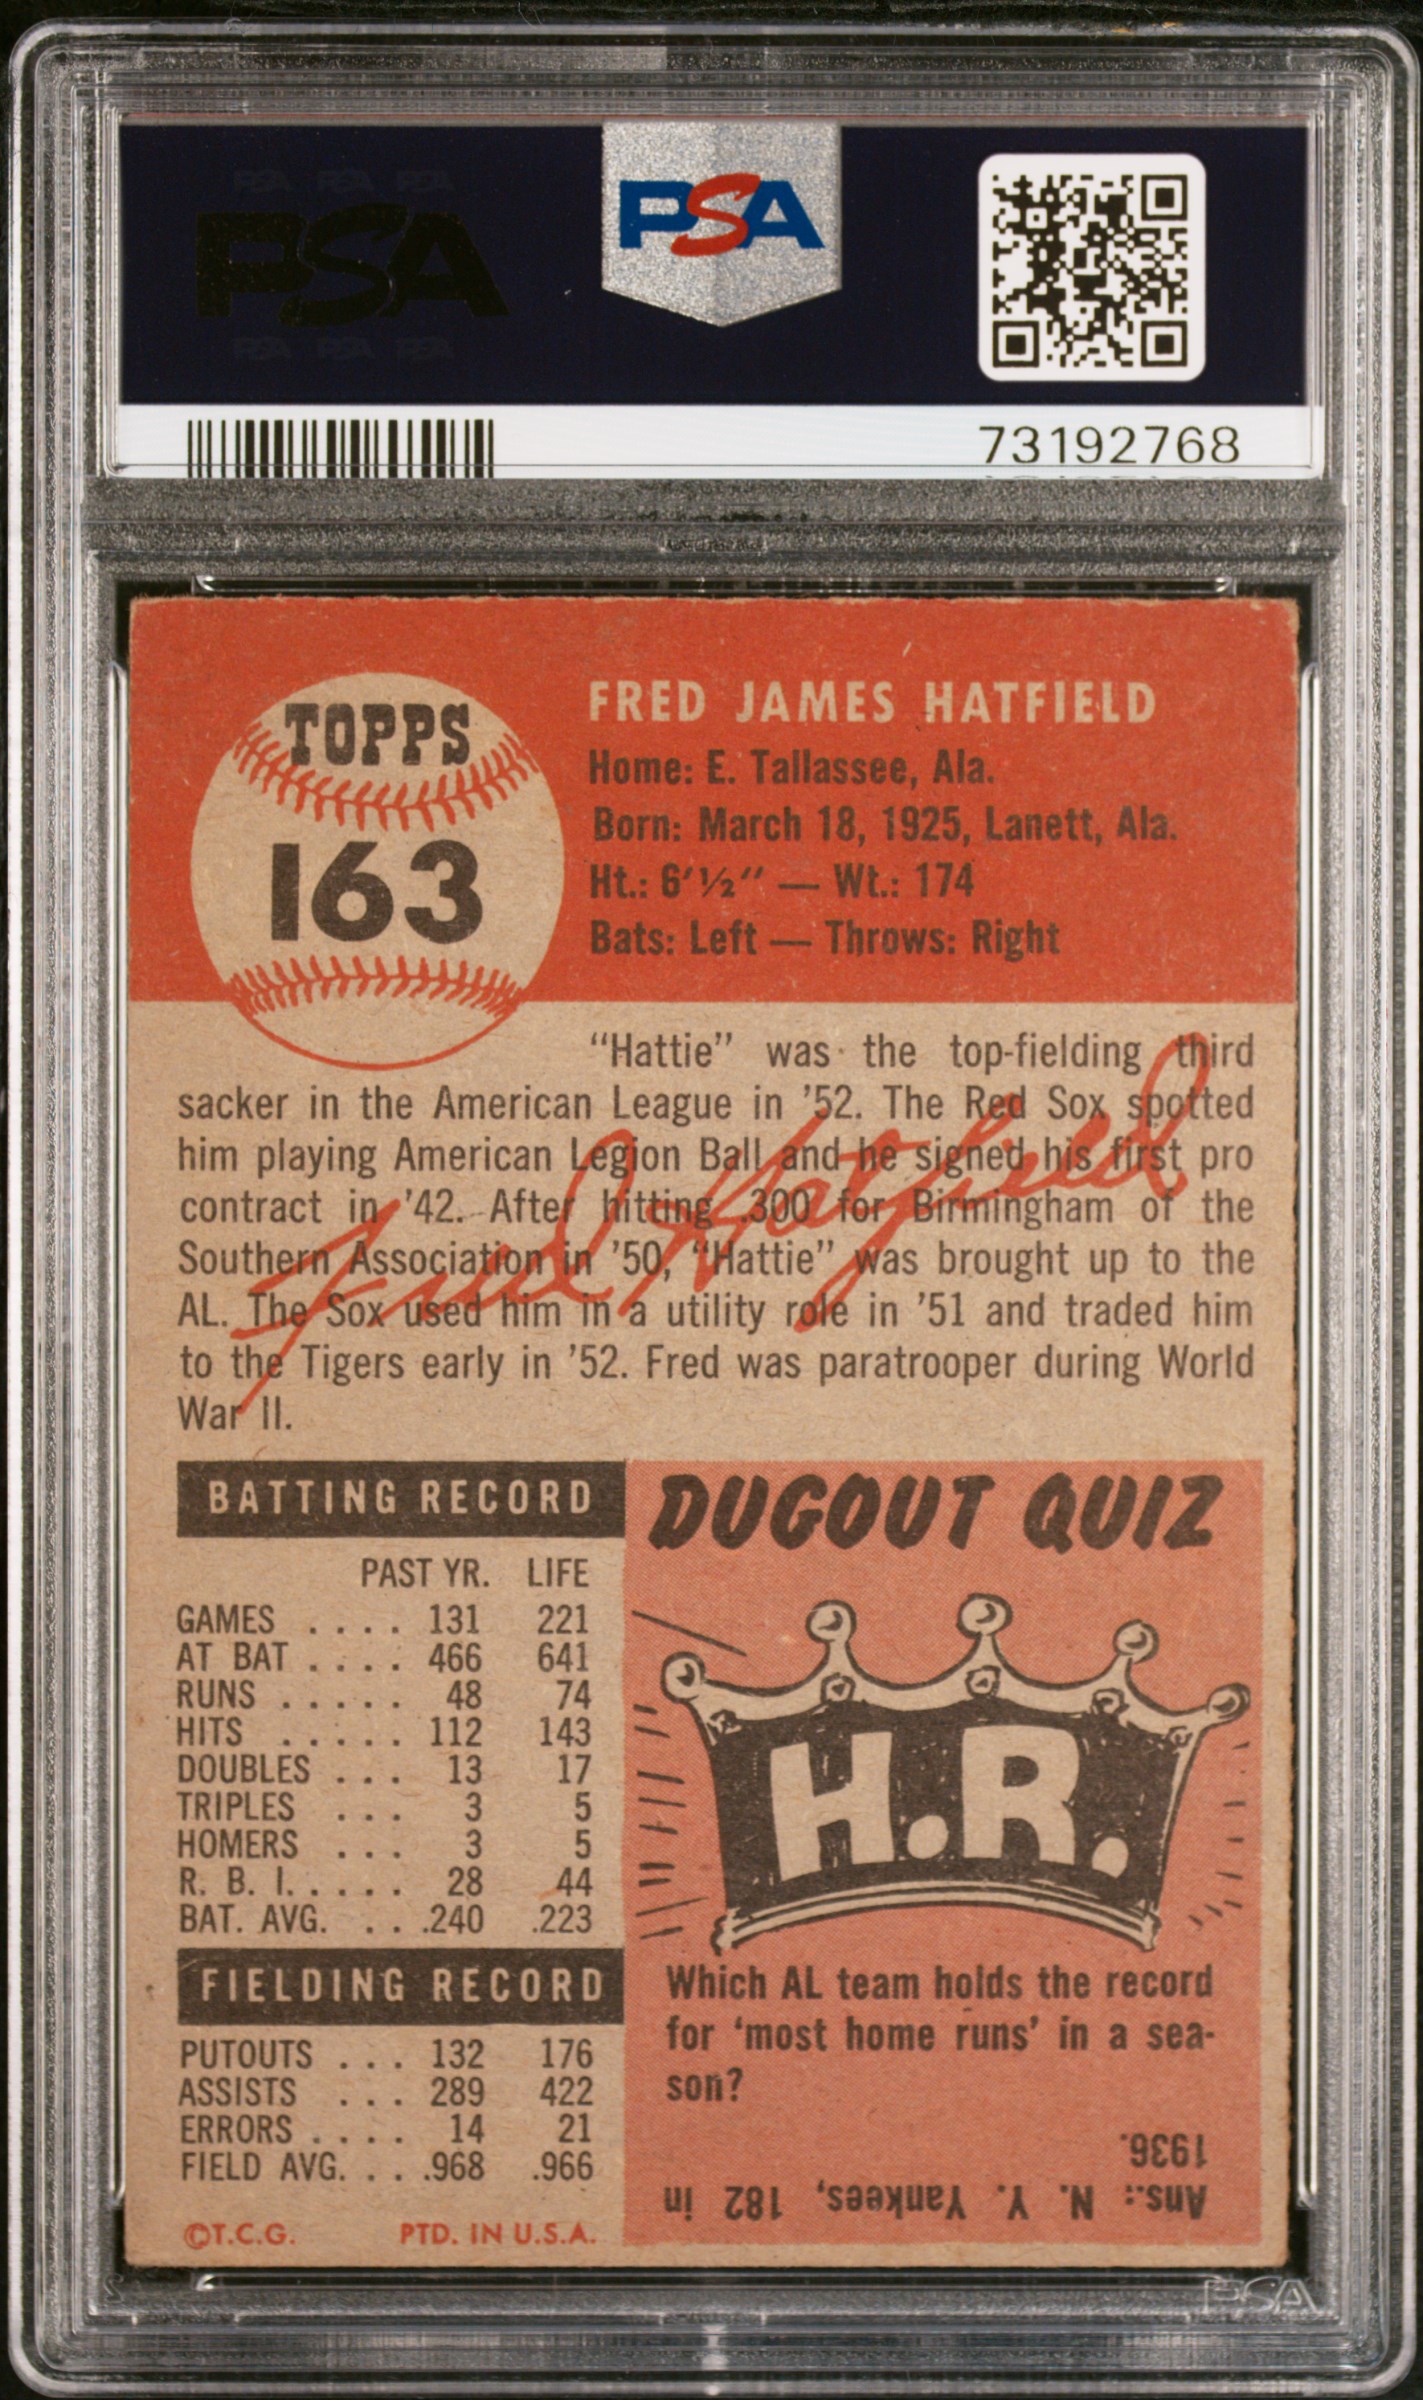 PSA PSA PSA
PSA
PSA PSA PSA
PSA
73192768
TOPPS
163
FRED JAMES HATFIELD
Home: E. Tallassee, Ala.
Born: March 18, 1925, Lanett, Ala.
Ht.: 6'½" — Wt.: 174
Bats: Left — Throws: Right
"Hattie" was the top-fielding third
sacker in the American League in '52. The Red Sox spotted
him playing American Legion Ball and he signed his first pro
contract in '42. After hitting .300 for Birmingham of the
Southern Association in '50, "Hattie" was brought up to the
AL. The Sox used him in a utility role in '51 and traded him
to the Tigers early in '52. Fred was paratrooper during World
War II.
Fred Hatfield
BATTING RECORD
PAST YR. LIFE
GAMES .... 131 221
AT BAT .... 466 641
RUNS ..... 48 74
HITS ..... 112 143
DOUBLES ... 13 17
TRIPLES ... 3 5
HOMERS ... 3 5
R. B. I. .... 28 44
BAT. AVG. .. .240 .223
FIELDING RECORD
PUTOUTS ... 132 176
ASSISTS ... 289 422
ERRORS .... 14 21
FIELD AVG. ... .968 .966
©T.C.G. PTD. IN U.S.A.
DUGOUT QUIZ
H.R.
Which AL team holds the record
for 'most home runs' in a sea-
son?
Ans.: N. Y. Yankees, 182 in
1936.
PSA